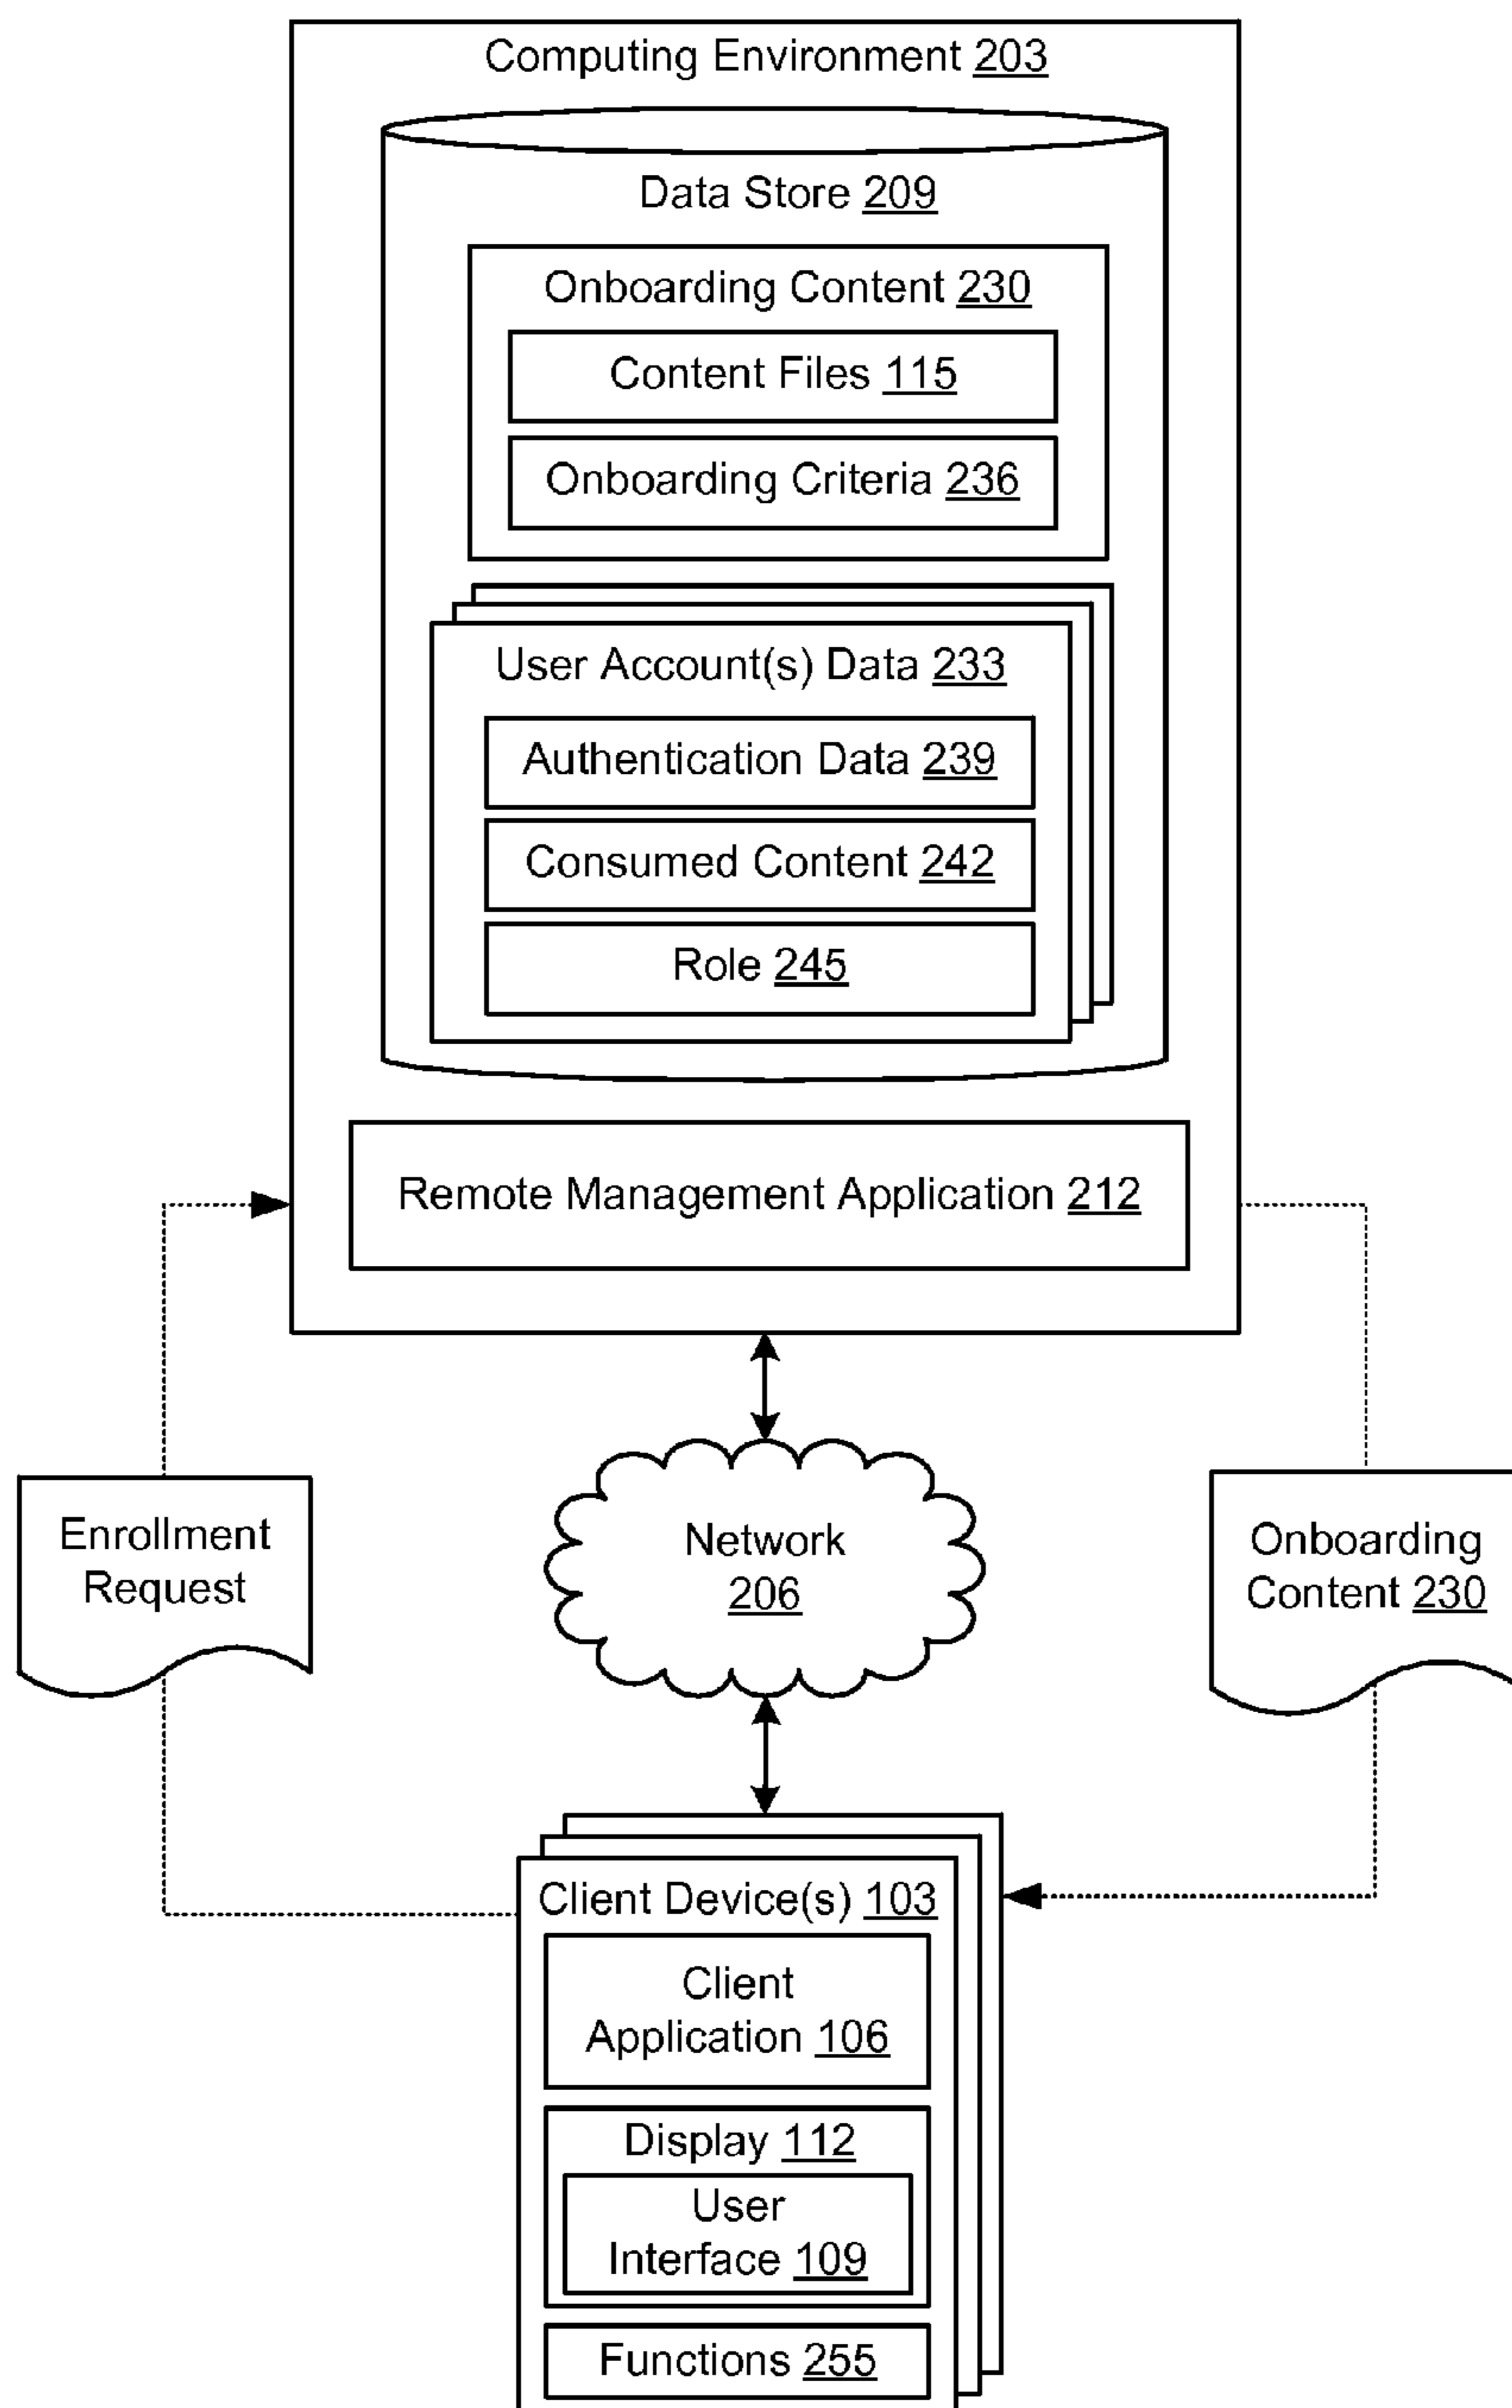 Computing Environment 203
Data Store 209
Onboarding Content 230
Content Files 115
Onboarding Criteria 236
User Account(s) Data 233
Authentication Data 239
Consumed Content 242
Role 245
Remote Management Application 212
Enrollment
Request
Network
206
Onboarding
Content 230
Client Device(s) 103
Client
Application 106
Display 112
User
Interface 109
Functions 255